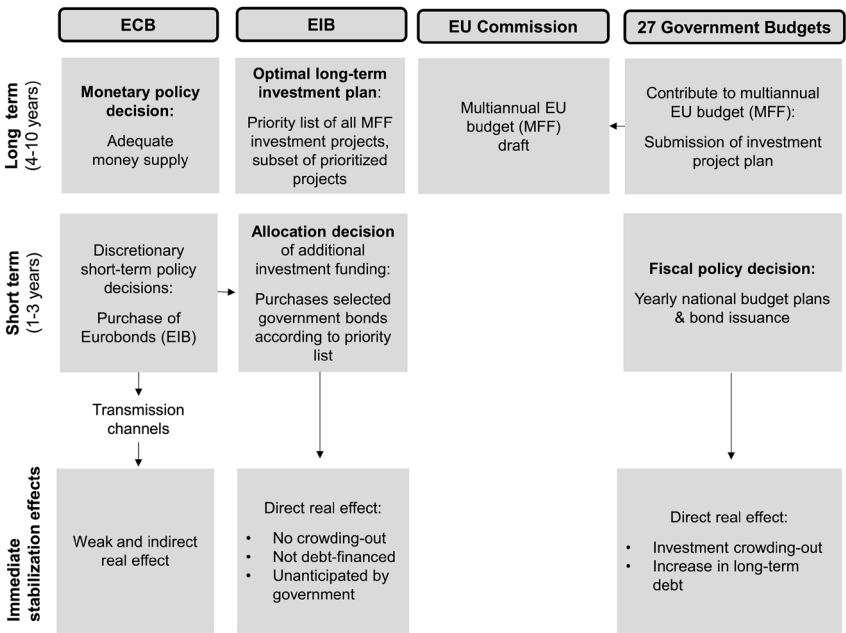 ECB
EIB
EU Commission
27 Government Budgets
Long term
(4-10 years)
Monetary policy
decision:
Adequate
money supply
Optimal long-term
investment plan:
Priority list of all MFF
investment projects,
subset of prioritized
projects
Multiannual EU
budget (MFF)
draft
Contribute to multiannual
EU budget (MFF):
Submission of investment
project plan
Short term
(1-3 years)
Discretionary
short-term policy
decisions:
Purchase of
Eurobonds (EIB)
Allocation decision
of additional
investment funding:
Purchases selected
government bonds
according to priority
list
Fiscal policy decision:
Yearly national budget plans
& bond issuance
Transmission
channels
Immediate
stabilization effects
Weak and indirect
real effect
Direct real effect:
• No crowding-out
• Not debt-financed
• Unanticipated by
government
Direct real effect:
• Investment crowding-out
• Increase in long-term
debt